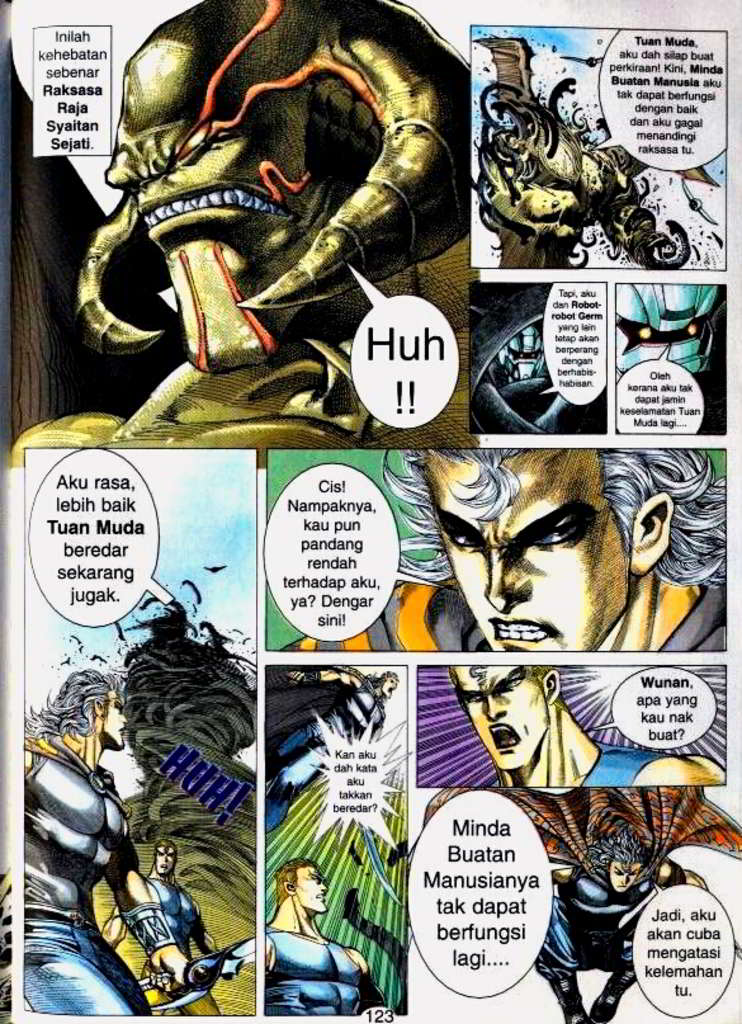 Inilah
kehebatan
sebenar
Raksasa
Raja
Syaitan
Sejati.
Huh
!!
Tuan Muda,
aku dah silap buat
perkiraan! Kini, Minda
Buatan Manusia aku
tak dapat berfungsi
dengan baik
dan aku gagal
menandingi
raksasa tu.
Tapi, aku
dan Robot-
robot Germ
yang lain
tetap akan
berperang
dengan
berhabis-
habisan.
Oleh
kerana aku tak
dapat jamin
keselamatan Tuan
Muda lagi....
Aku rasa,
lebih baik
Tuan Muda
beredar
sekarang
jugak.
HUH!
Cis!
Nampaknya,
kau pun
pandang
rendah
terhadap aku,
ya? Dengar
sini!
Kan aku
dah kata
aku
takkan
beredar?
Wunan,
apa yang
kau nak
buat?
Minda
Buatan
Manusianya
tak dapat
berfungsi
lagi....
Jadi, aku
akan cuba
mengatasi
kelemahan
tu.
123